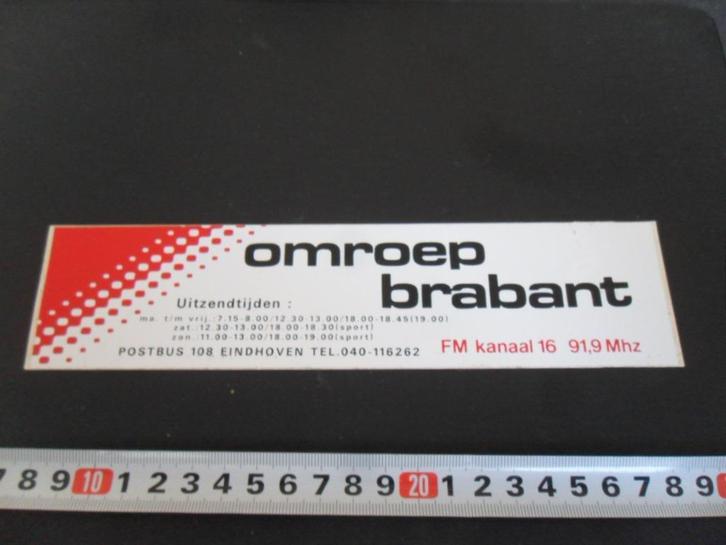 omroep
brabant
Uitzendtijden :
ma. t/m vrij.:7.15-8.00/12.30-13.00/18.00-18.45(19.00)
zat.:12.30-13.00/18.00-18.30(sport)
zon.:11.00-13.00/18.00-19.00(sport)
POSTBUS 108 EINDHOVEN TEL.040-116262 FM kanaal 16 91,9 Mhz
7 8 9 10 1 2 3 4 5 6 7 8 9 20 1 2 3 4 5 6 7 8 9